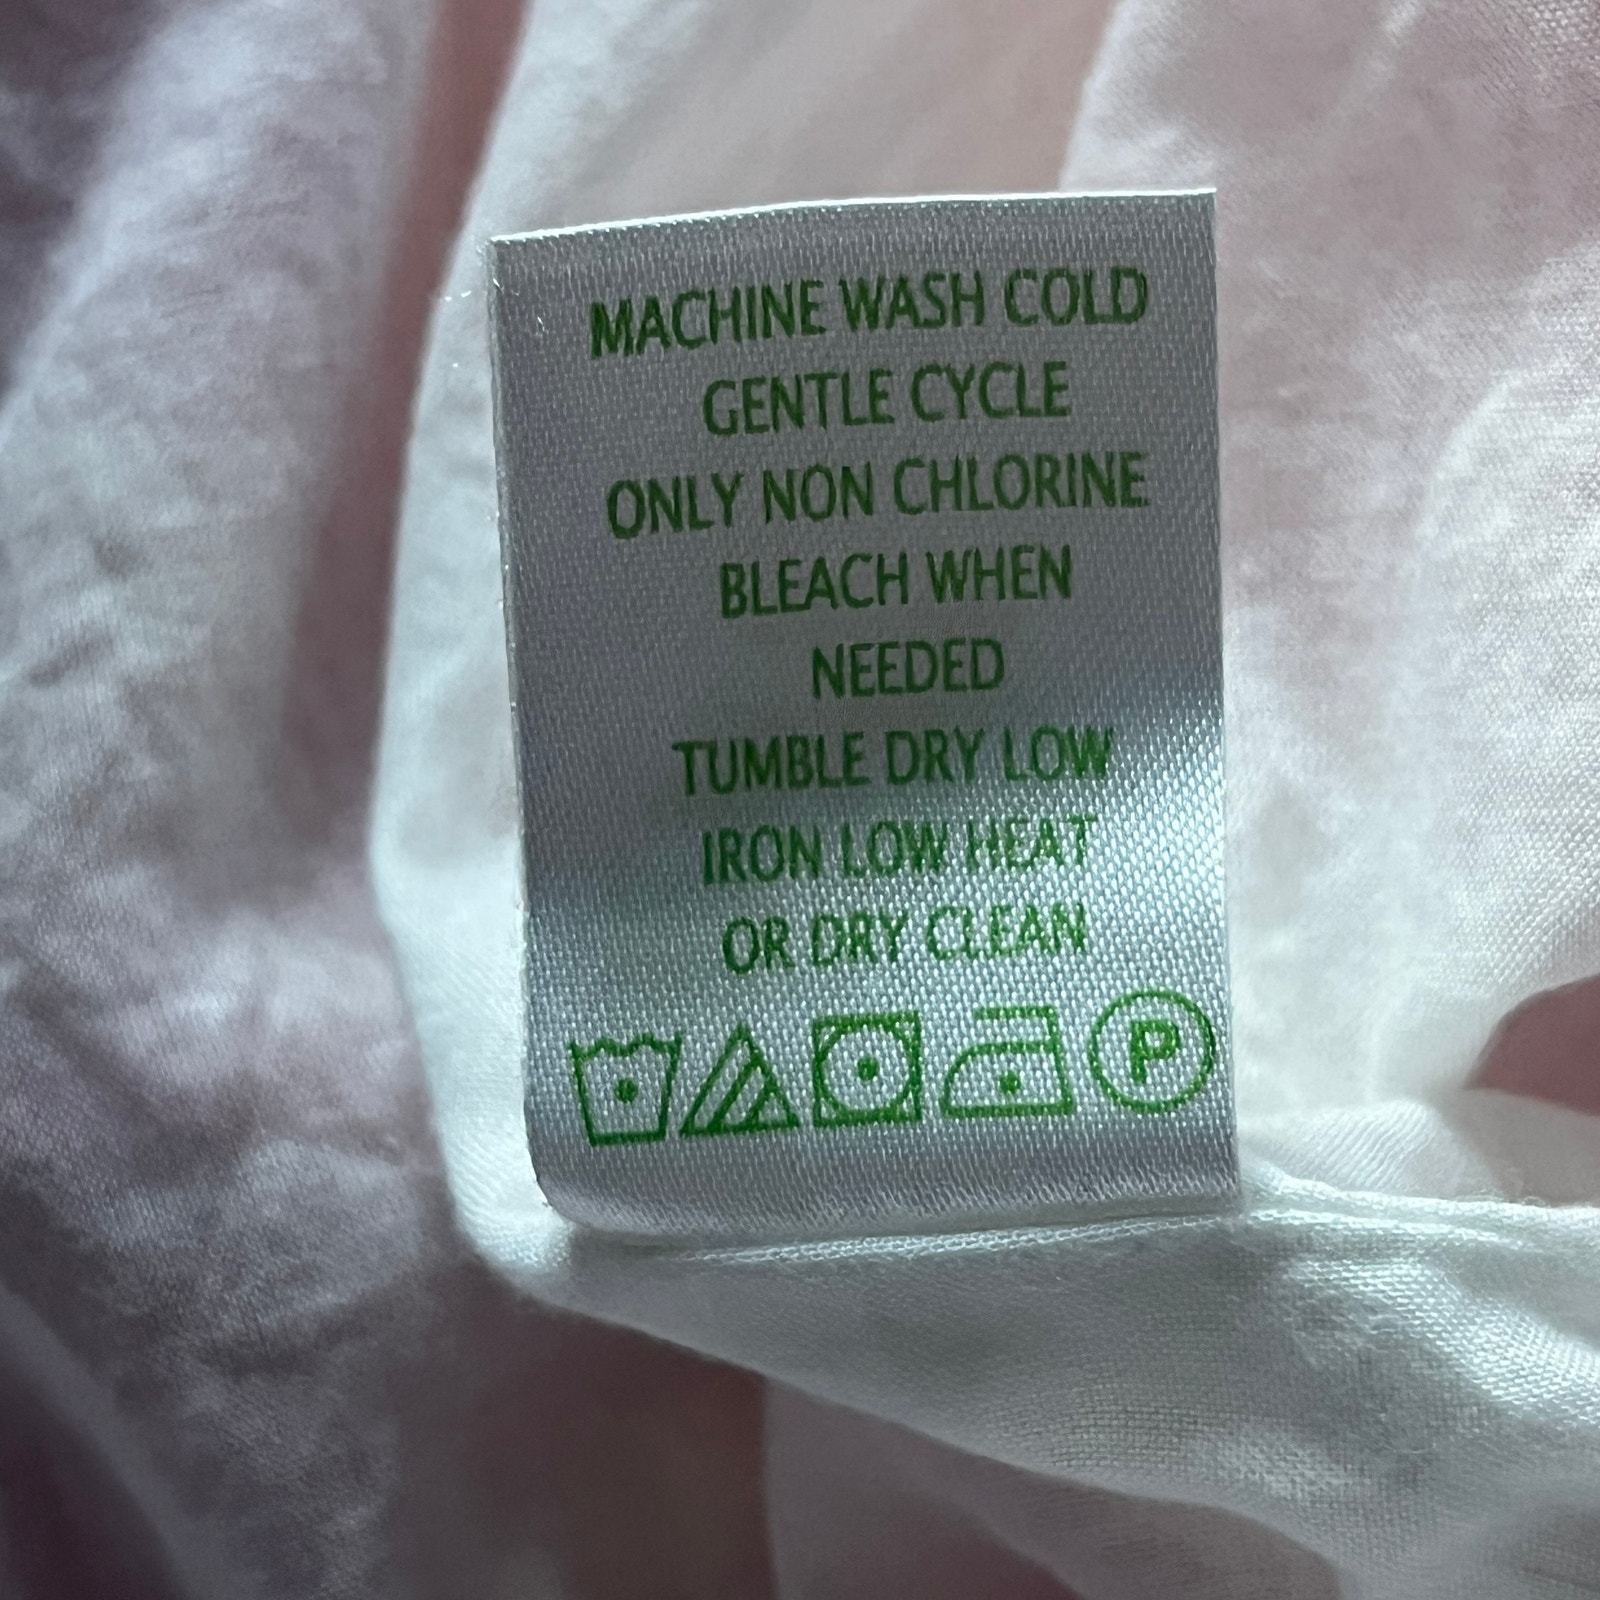 MACHINE WASH COLD
GENTLE CYCLE
ONLY NON CHLORINE
BLEACH WHEN
NEEDED
TUMBLE DRY LOW
IRON LOW HEAT
OR DRY CLEAN
P